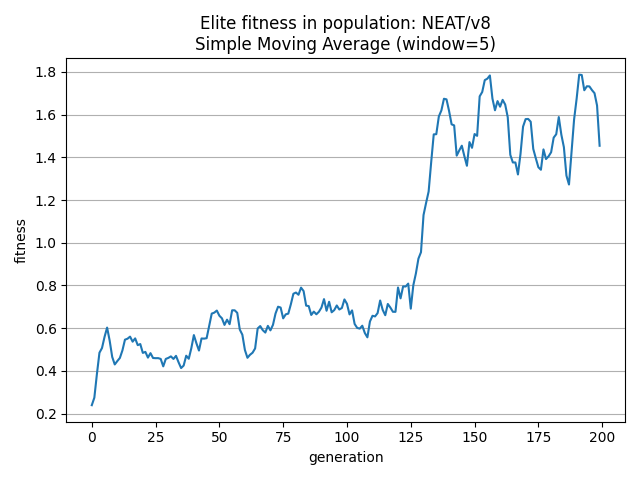 Elite fitness in population: NEAT/v8
Simple Moving Average (window=5)
1.8
1.6
1.4
1.2
1.0
0.8
0.6
0.4
0.2
fitness
0 25 50 75 100 125 150 175 200
generation